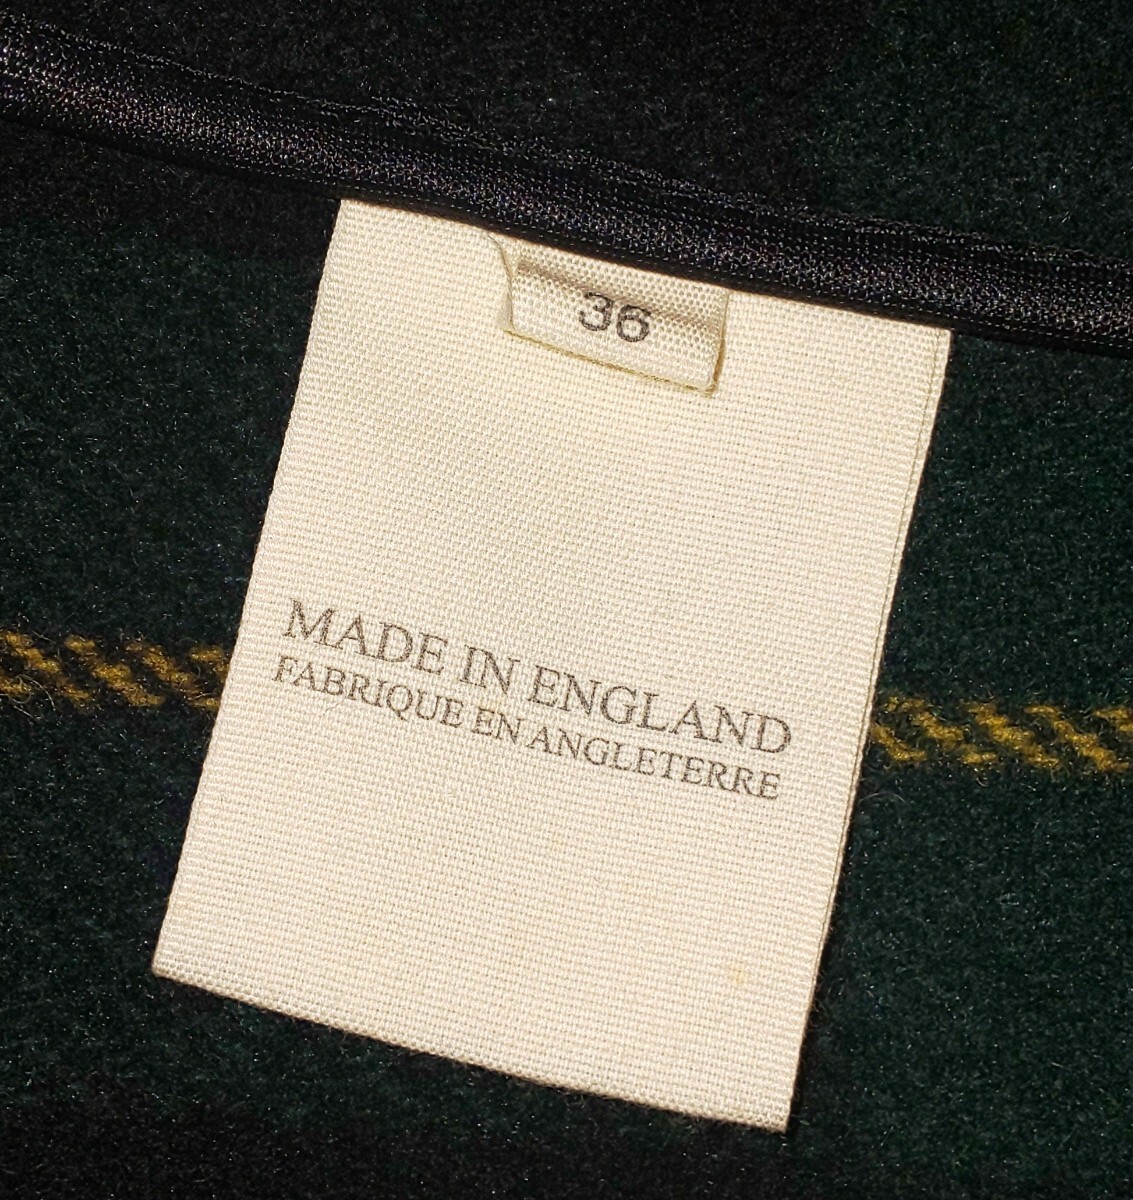 36
MADE IN ENGLAND
FABRIQUE EN ANGLETERRE